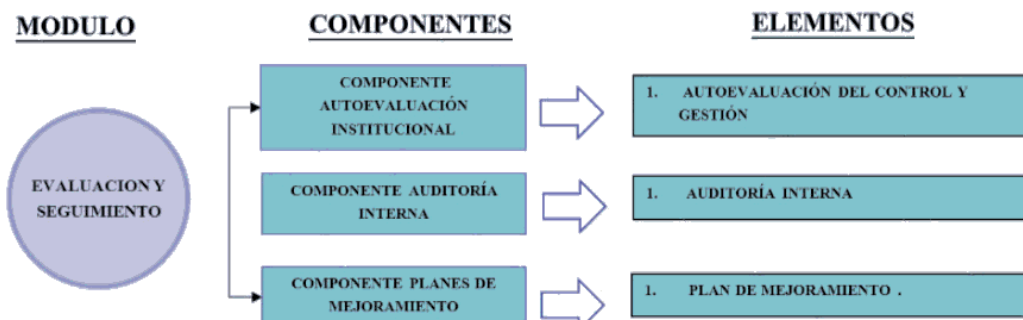 MODULO
COMPONENTES
ELEMENTOS
EVALUACION Y
SEGUIMIENTO
COMPONENTE
AUTOEVALUACIÓN
INSTITUCIONAL
1. AUTOEVALUACIÓN DEL CONTROL Y
GESTIÓN
COMPONENTE AUDITORÍA
INTERNA
1. AUDITORÍA INTERNA
COMPONENTE PLANES DE
MEJORAMIENTO
1. PLAN DE MEJORAMIENTO .